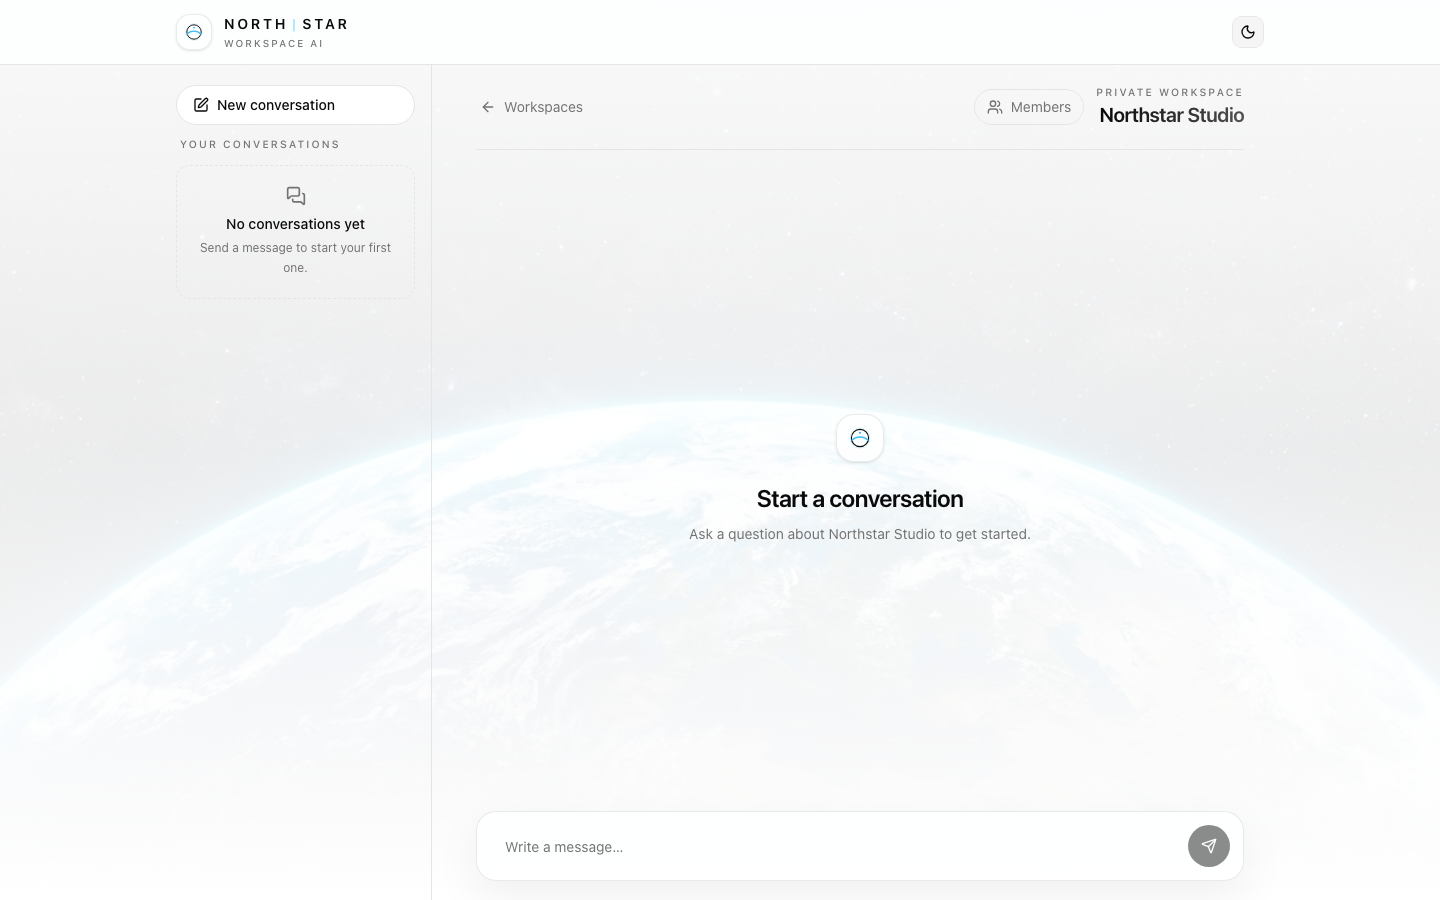 NORTH | STAR
WORKSPACE AI
New conversation
YOUR CONVERSATIONS
No conversations yet
Send a message to start your first
one.
Workspaces
Members
PRIVATE WORKSPACE
Northstar Studio
Start a conversation
Ask a question about Northstar Studio to get started.
Write a message...